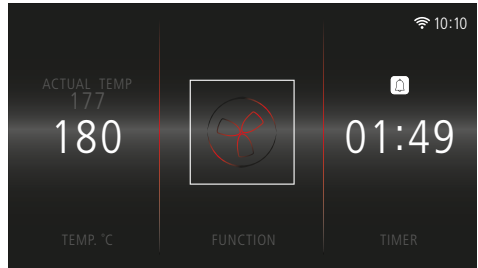 10:10
ACTUAL TEMP
177
180
01:49
TEMP. °C
FUNCTION
TIMER